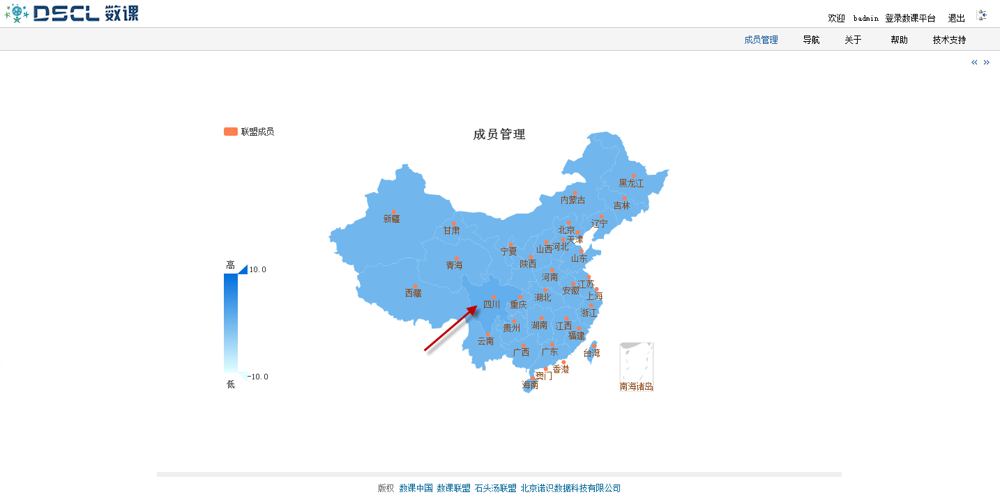 DSCL 数课
欢迎 badmin 登录数课平台 退出
成员管理 导航 关于 帮助 技术支持
« »
联盟成员
成员管理
黑龙江
内蒙古
吉林
新疆
辽宁
甘肃
北京
天津
宁夏
山西
河北
陕西
山东
青海
高
10.0
河南
江苏
西藏
安徽
上海
湖北
四川
重庆
浙江
贵州
湖南
江西
福建
云南
广西
广东
台湾
香港
澳门
-10.0
低
海南
南海诸岛
版权 数课中国 数课联盟 石头汤联盟 北京诺识数据科技有限公司